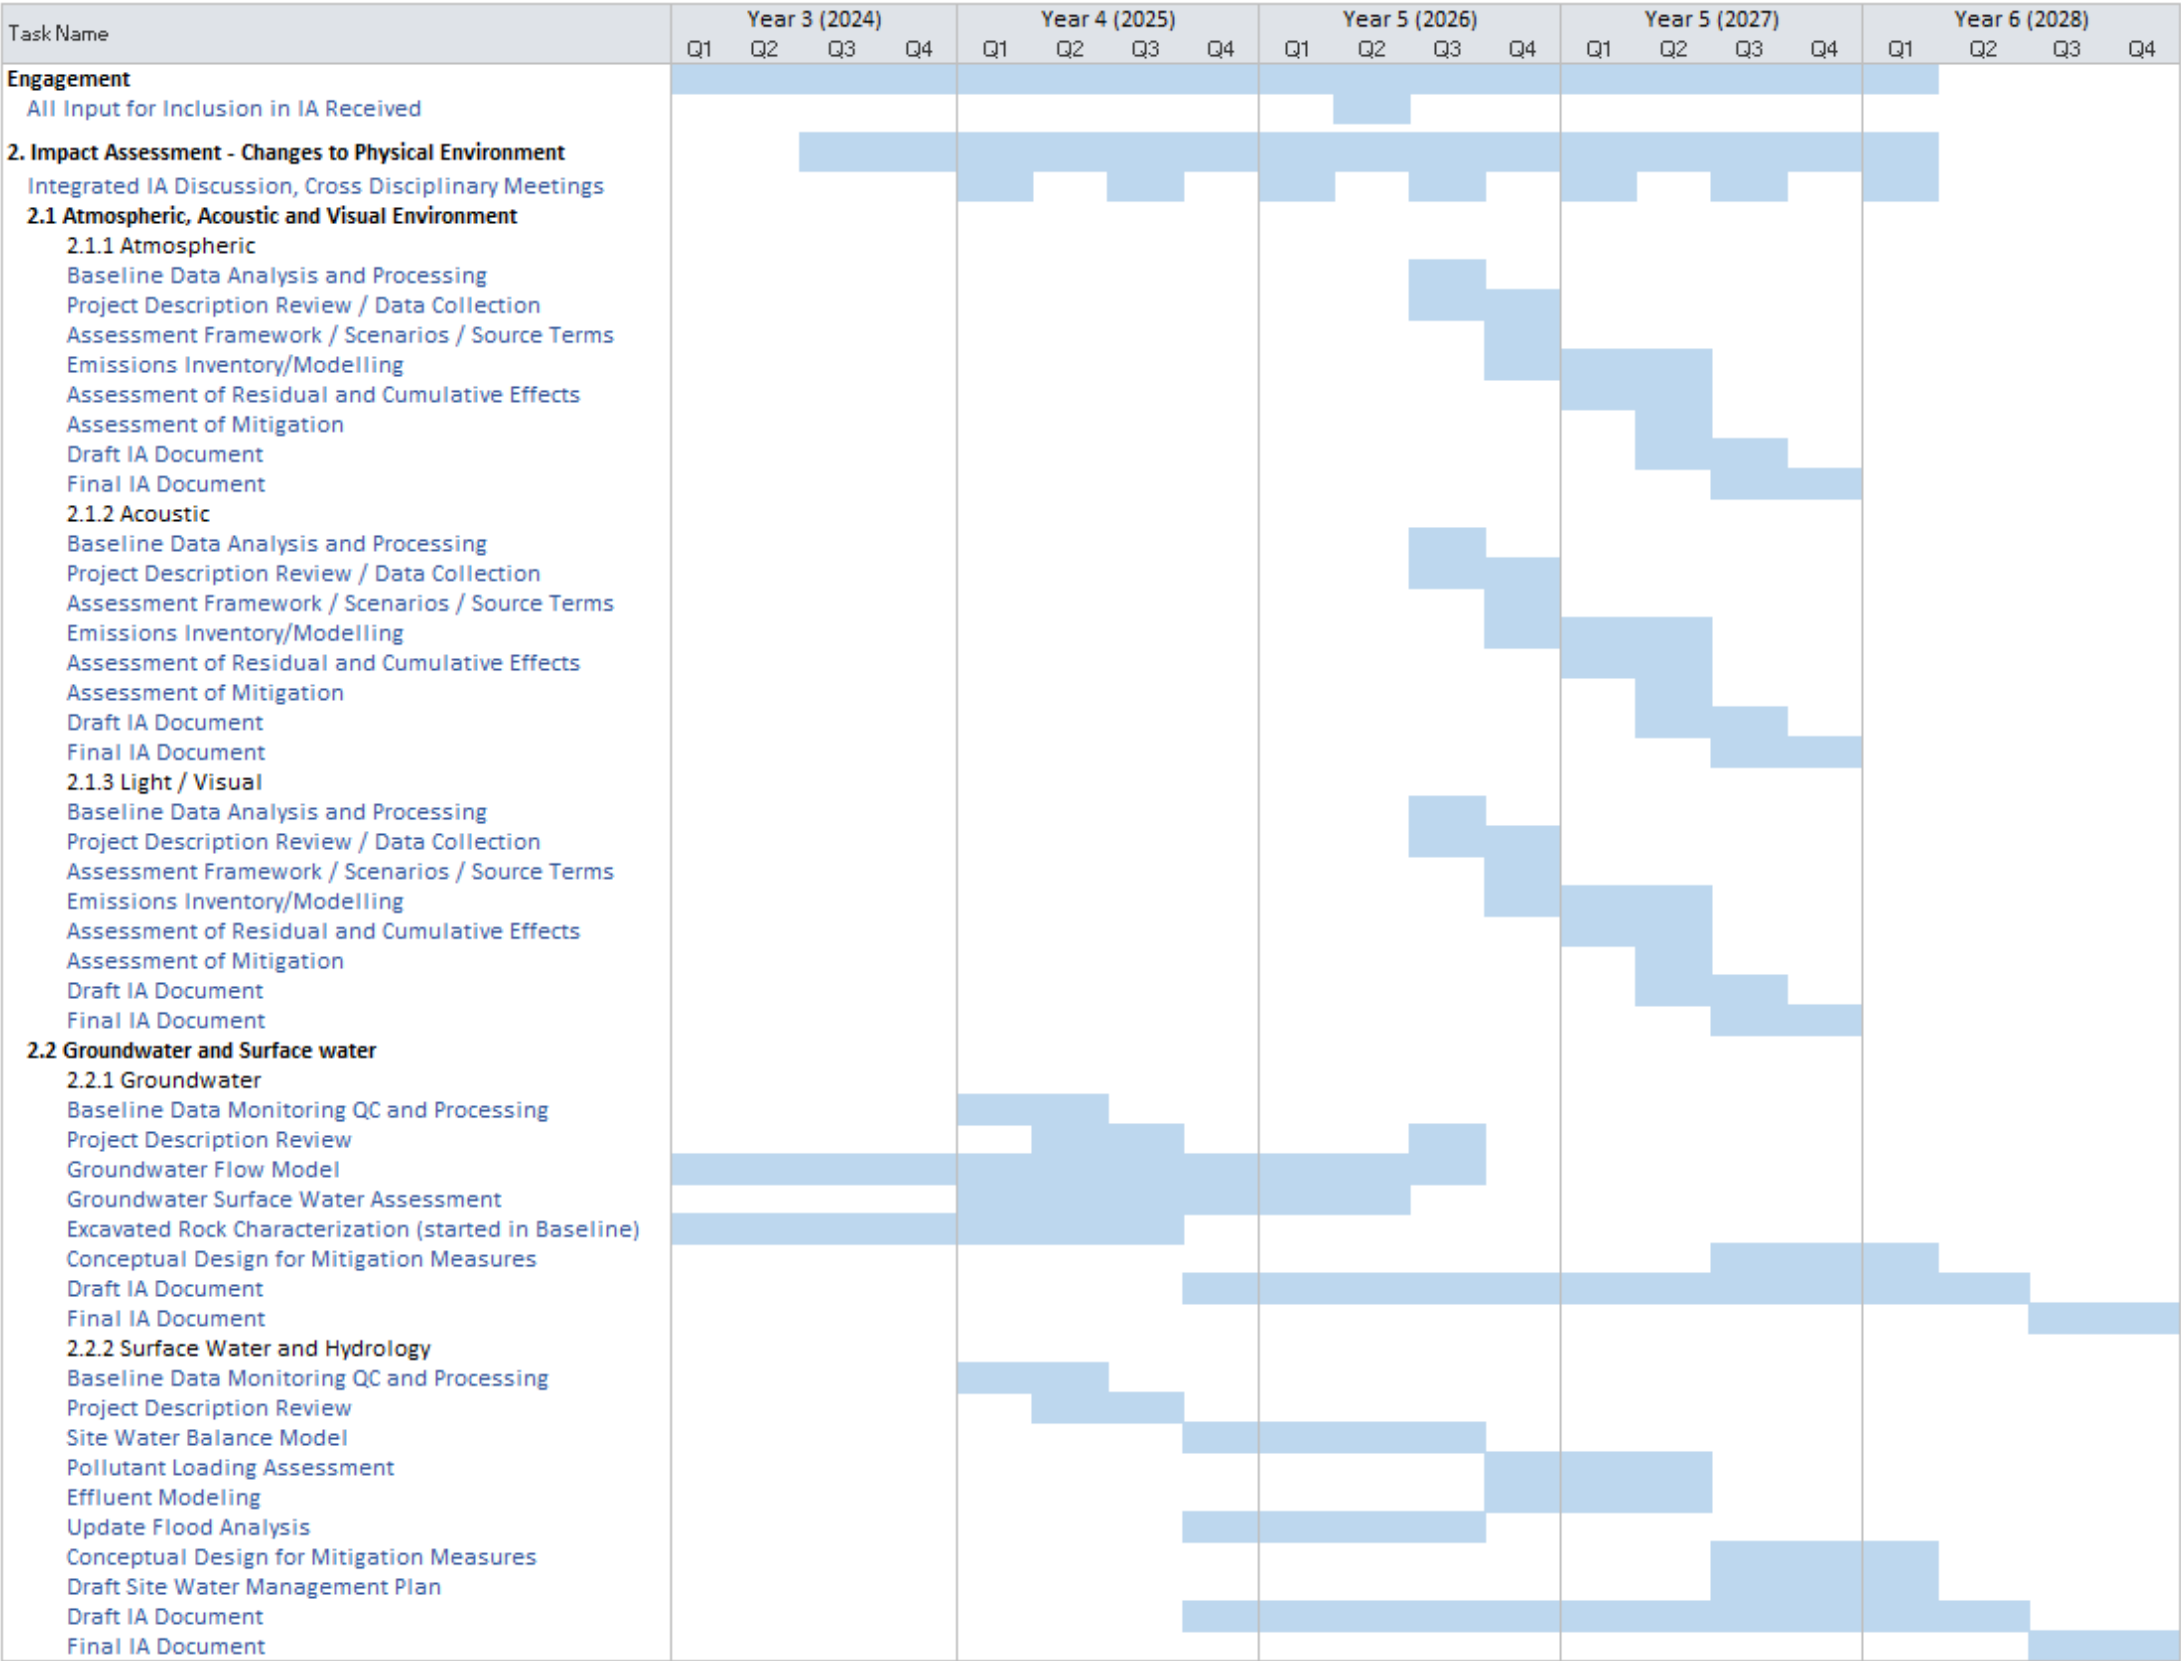 Task Name Year 3 (2024) Year 4 (2025) Year 5 (2026) Year 5 (2027) Year 6 (2028)
Q1 Q2 Q3 Q4 Q1 Q2 Q3 Q4 Q1 Q2 Q3 Q4 Q1 Q2 Q3 Q4 Q1 Q2 Q3 Q4
Engagement
All Input for Inclusion in IA Received
2. Impact Assessment - Changes to Physical Environment
Integrated IA Discussion, Cross Disciplinary Meetings
2.1 Atmospheric, Acoustic and Visual Environment
2.1.1 Atmospheric
Baseline Data Analysis and Processing
Project Description Review / Data Collection
Assessment Framework / Scenarios / Source Terms
Emissions Inventory/Modelling
Assessment of Residual and Cumulative Effects
Assessment of Mitigation
Draft IA Document
Final IA Document
2.1.2 Acoustic
Baseline Data Analysis and Processing
Project Description Review / Data Collection
Assessment Framework / Scenarios / Source Terms
Emissions Inventory/Modelling
Assessment of Residual and Cumulative Effects
Assessment of Mitigation
Draft IA Document
Final IA Document
2.1.3 Light / Visual
Baseline Data Analysis and Processing
Project Description Review / Data Collection
Assessment Framework / Scenarios / Source Terms
Emissions Inventory/Modelling
Assessment of Residual and Cumulative Effects
Assessment of Mitigation
Draft IA Document
Final IA Document
2.2 Groundwater and Surface water
2.2.1 Groundwater
Baseline Data Monitoring QC and Processing
Project Description Review
Groundwater Flow Model
Groundwater Surface Water Assessment
Excavated Rock Characterization (started in Baseline)
Conceptual Design for Mitigation Measures
Draft IA Document
Final IA Document
2.2.2 Surface Water and Hydrology
Baseline Data Monitoring QC and Processing
Project Description Review
Site Water Balance Model
Pollutant Loading Assessment
Effluent Modeling
Update Flood Analysis
Conceptual Design for Mitigation Measures
Draft Site Water Management Plan
Draft IA Document
Final IA Document